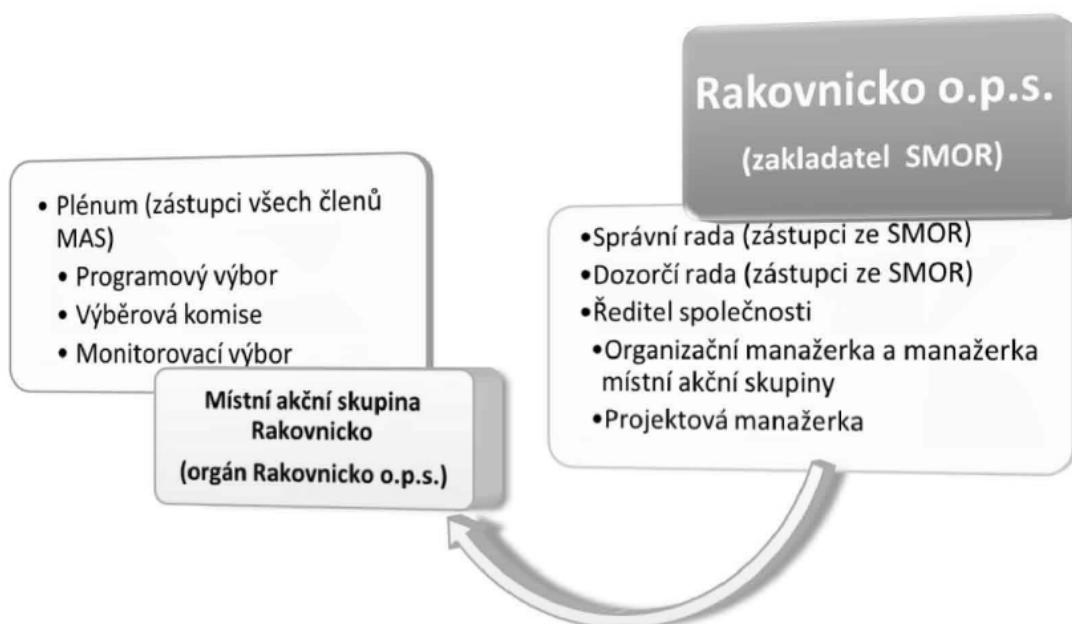 Rakovnicko o.p.s.
(zakladatel SMOR)
• Plénum (zástupci všech členů
MAS)
• Programový výbor
• Výběrová komise
• Monitorovací výbor
Místní akční skupina
Rakovnicko
(orgán Rakovnicko o.p.s.)
•Správní rada (zástupci ze SMOR)
•Dozorčí rada (zástupci ze SMOR)
•Ředitel společnosti
•Organizační manažerka a manažerka
místní akční skupiny
•Projektová manažerka